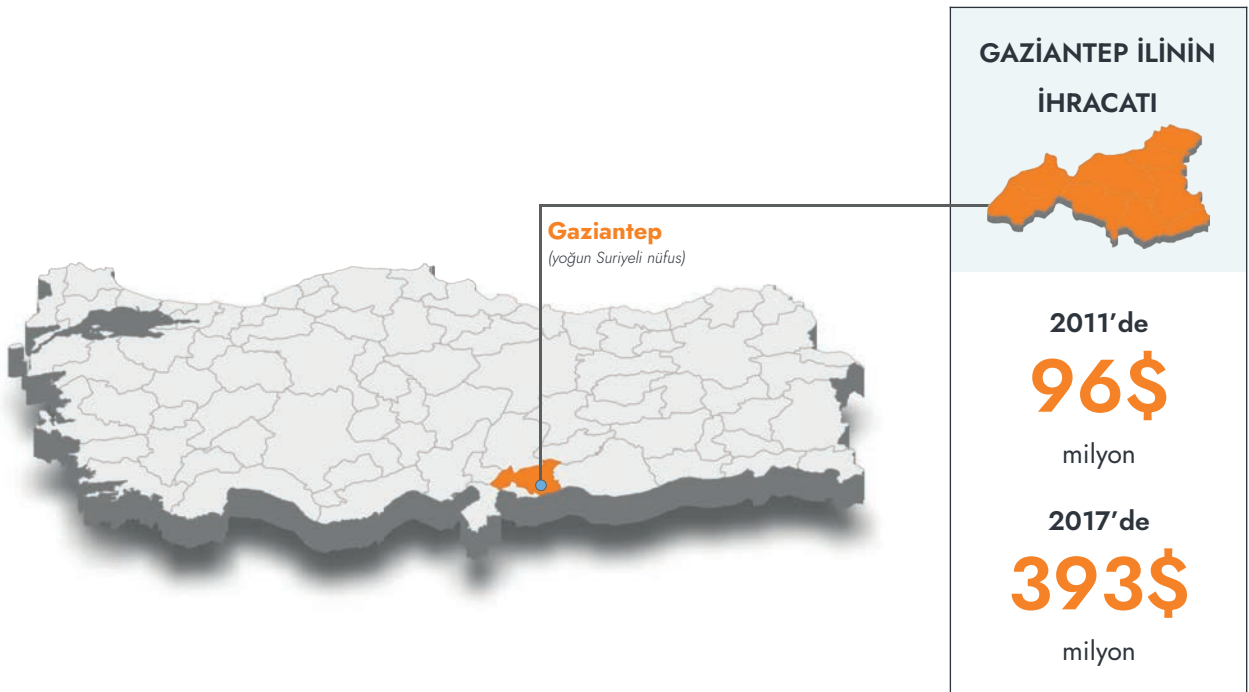 GAZİANTEP İLİNİN
İHRACATI
Gaziantep
(yoğun Suriyeli nüfus)
2011’de
96$
milyon
2017’de
393$
milyon